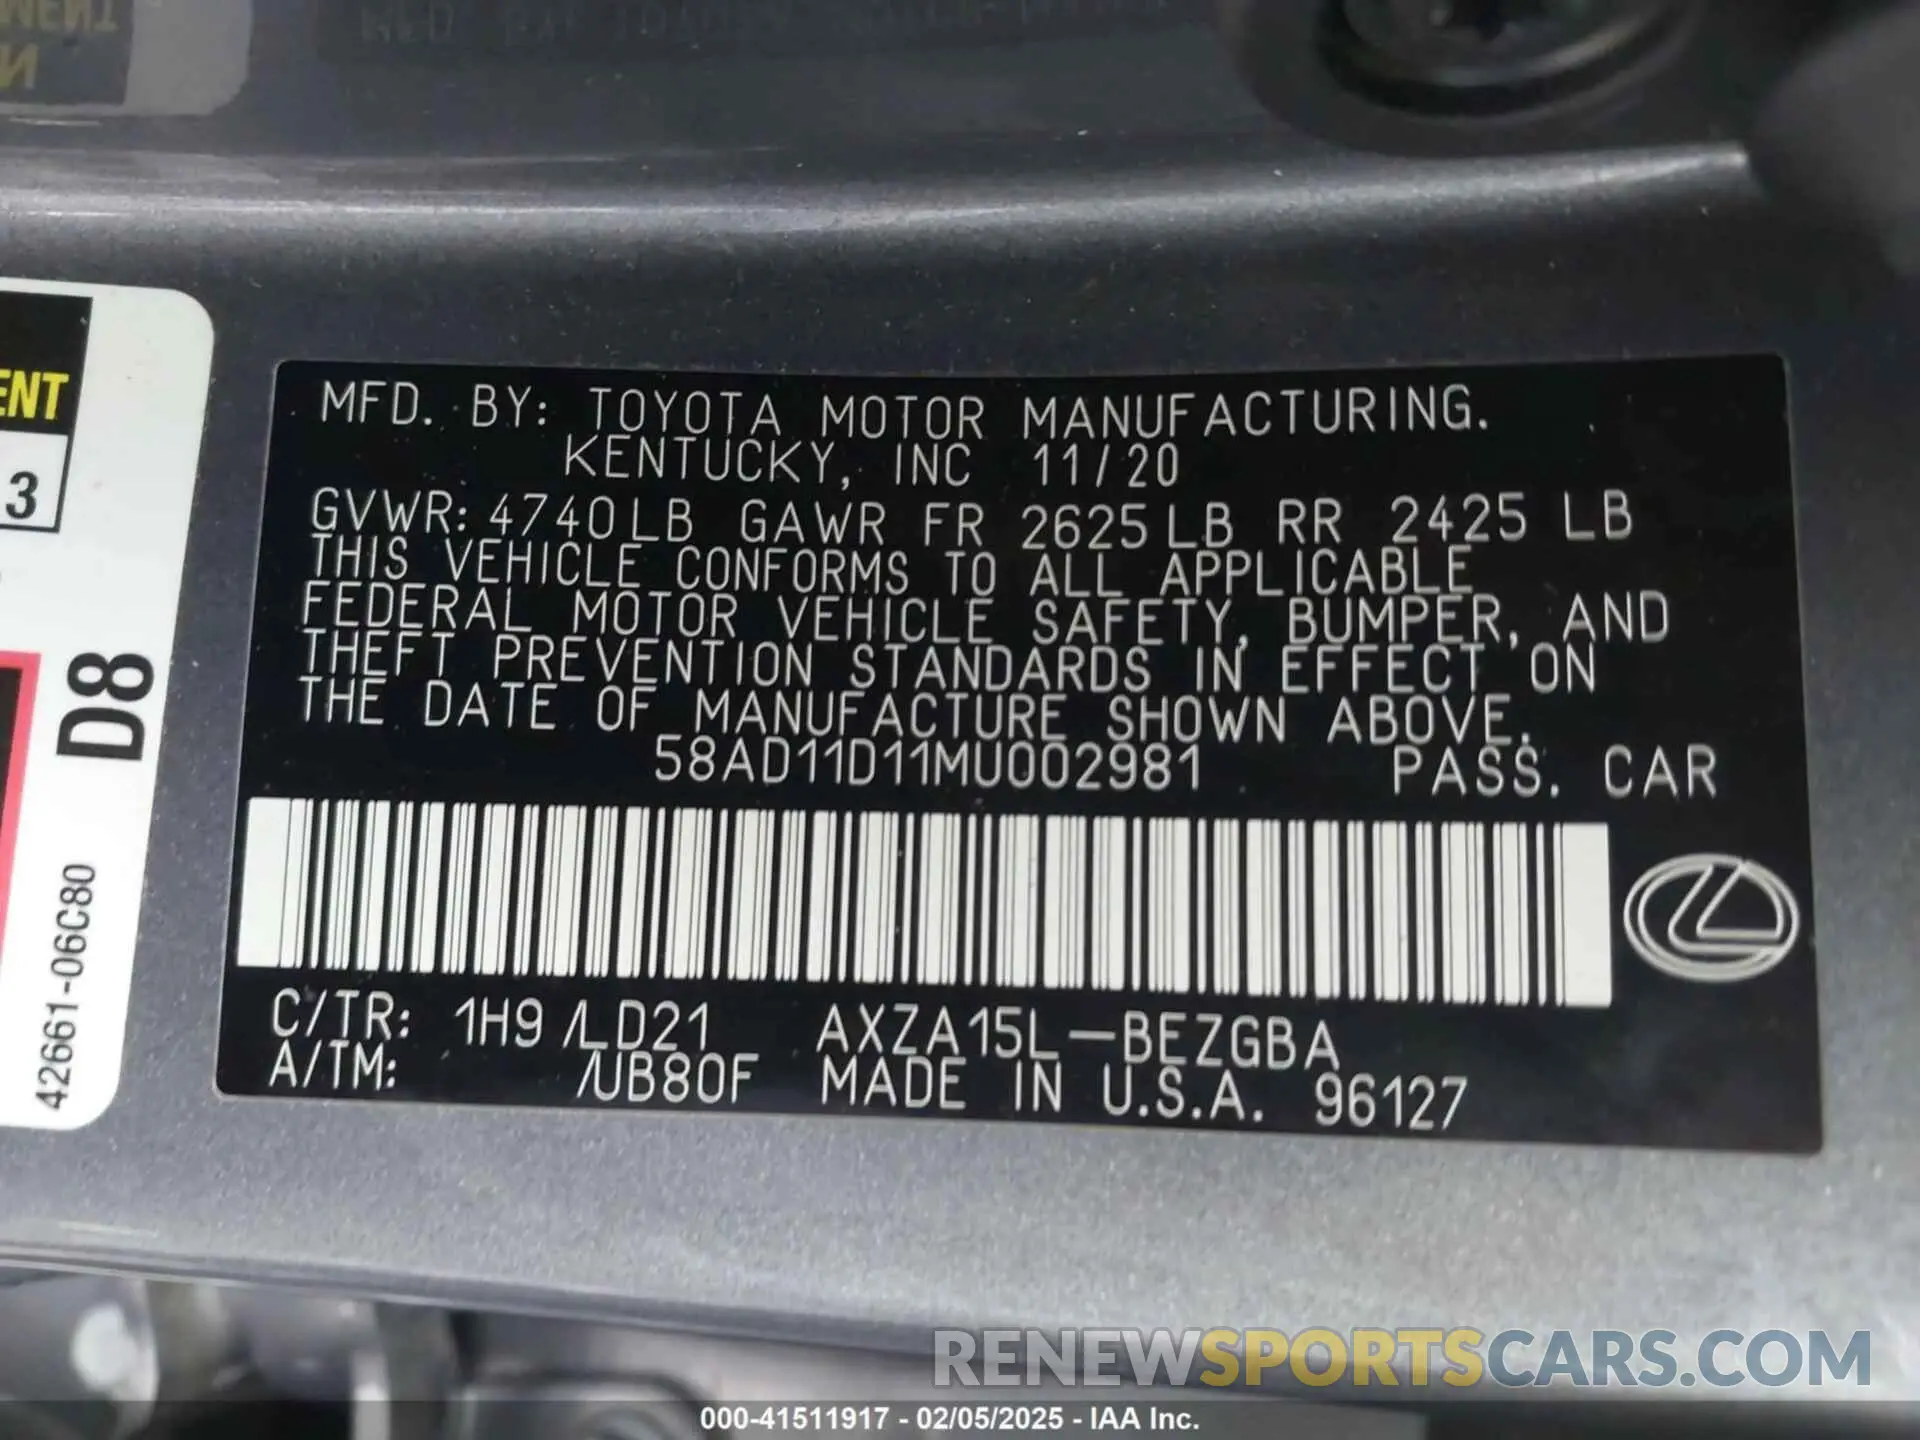 ENT
3
D8
42661-06C80
MFD. BY: TOYOTA MOTOR MANUFACTURING.
KENTUCKY, INC 11/20
GVWR: 4740LB GAWR FR 2625LB RR 2425 LB
THIS VEHICLE CONFORMS TO ALL APPLICABLE
FEDERAL MOTOR VEHICLE SAFETY, BUMPER, AND
THEFT PREVENTION STANDARDS IN EFFECT ON
THE DATE OF MANUFACTURE SHOWN ABOVE.
58AD11D11MU002981 PASS. CAR
C/TR: 1H9 /LD21 AXZA15L-BEZGBA
A/TM: /UB80F MADE IN U.S.A. 96127
RENEWSPORTSCARS.COM
000-41511917 - 02/05/2025 - IAA Inc.